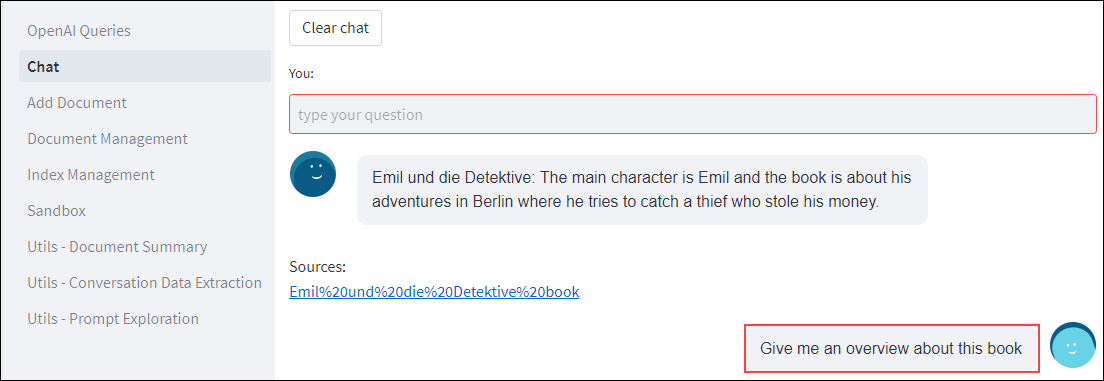 OpenAI Queries
Chat
Add Document
Document Management
Index Management
Sandbox
Utils - Document Summary
Utils - Conversation Data Extraction
Utils - Prompt Exploration
Clear chat
You:
type your question
Emil und die Detektive: The main character is Emil and the book is about his
adventures in Berlin where he tries to catch a thief who stole his money.
Sources:
Emil%20und%20die%20Detektive%20book
Give me an overview about this book